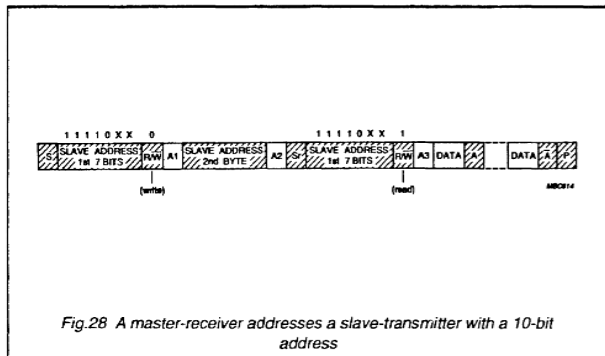 1 1 1 1 0 X X 0 1 1 1 1 0 X X 1
S SLAVE ADDRESS 1st 7 BITS R/W A1 SLAVE ADDRESS 2nd BYTE A2 Sr SLAVE ADDRESS 1st 7 BITS R/W A3 DATA A DATA A P
(write) (read)
MBC614
Fig.28 A master-receiver addresses a slave-transmitter with a 10-bit
address